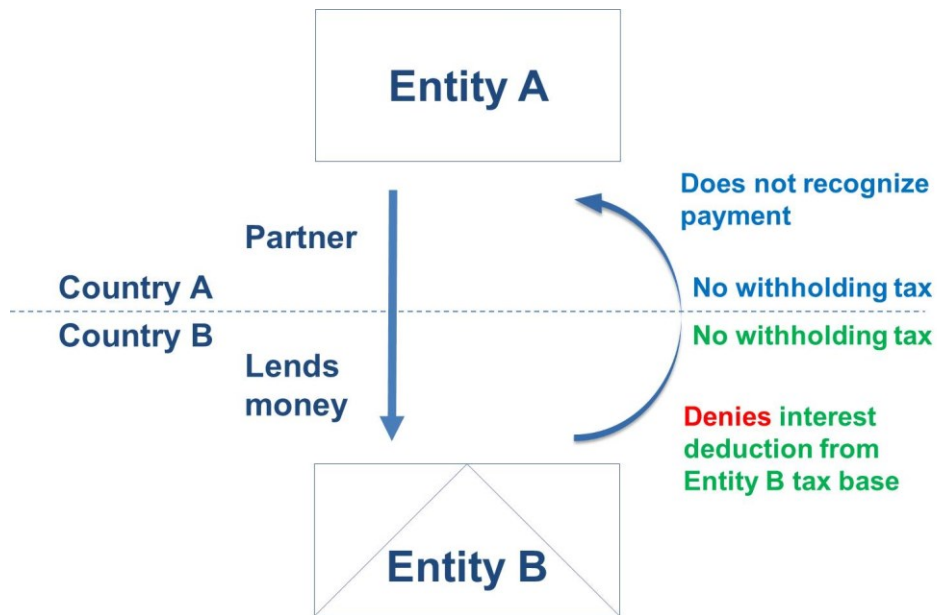 Entity A
Does not recognize
payment
Partner
Country A
No withholding tax
Country B
No withholding tax
Lends
money
Denies interest
deduction from
Entity B tax base
Entity B